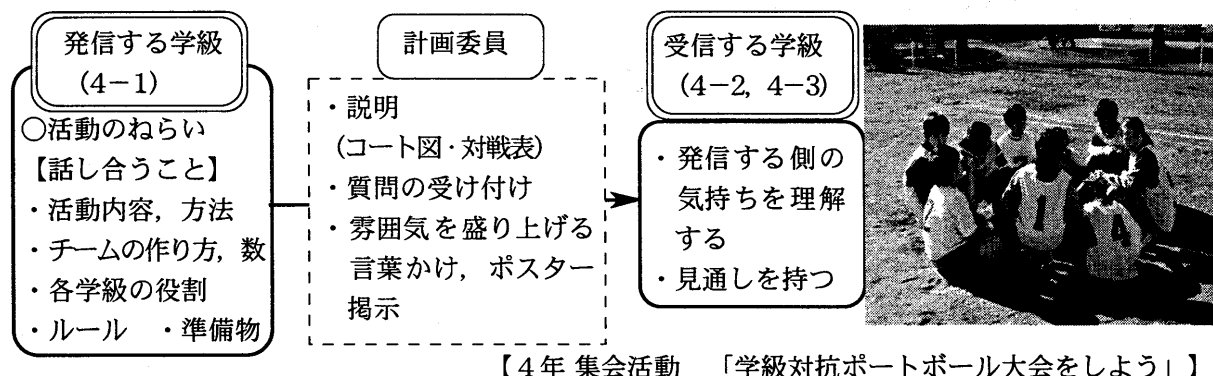 発信する学級
(4−1)
○活動のねらい
【話し合うこと】
・活動内容，方法
・チームの作り方，数
・各学級の役割
・ルール　・準備物
計画委員
・説明
(コート図・対戦表)
・質問の受け付け
・雰囲気を盛り上げる
言葉かけ，ポスター
掲示
受信する学級
(4−2，4−3)
・発信する側の
気持ちを理解
する
・見通しを持つ
1
4
【４年 集会活動　「学級対抗ポートボール大会をしよう」】